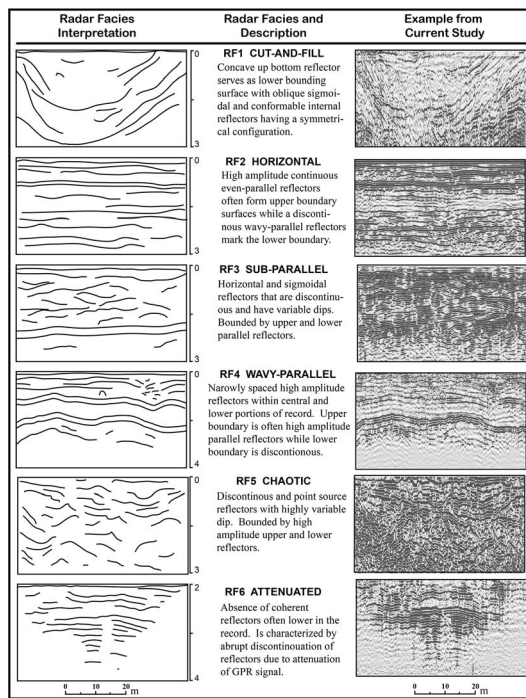 Radar Facies
Interpretation
Radar Facies and
Description
Example from
Current Study
RF1 CUT-AND-FILL
Concave up bottom reflector
serves as lower bounding
surface with oblique sigmoi-
dal and conformable internal
reflectors having a symmetri-
cal configuration.
0
3
RF2 HORIZONTAL
High amplitude continuous
even-parallel reflectors
often form upper boundary
surfaces while a disconti-
nous wavy-parallel reflectors
mark the lower boundary.
0
3
RF3 SUB-PARALLEL
Horizontal and sigmoidal
reflectors that are discontinu-
ous and have variable dips.
Bounded by upper and lower
parallel reflectors.
0
3
RF4 WAVY-PARALLEL
Narowly spaced high amplitude
reflectors within central and
lower portions of record. Upper
boundary is often high amplitude
parallel reflectors while lower
boundary is discontionous.
0
4
RF5 CHAOTIC
Discontinous and point source
reflectors with highly variable
dip. Bounded by high
amplitude upper and lower
reflectors.
0
3
RF6 ATTENUATED
Absence of coherent
reflectors often lower in the
record. Is characterized by
abrupt discontinouation of
reflectors due to attenuation
of GPR signal.
2
4
0 10 20 m
0 10 20 m